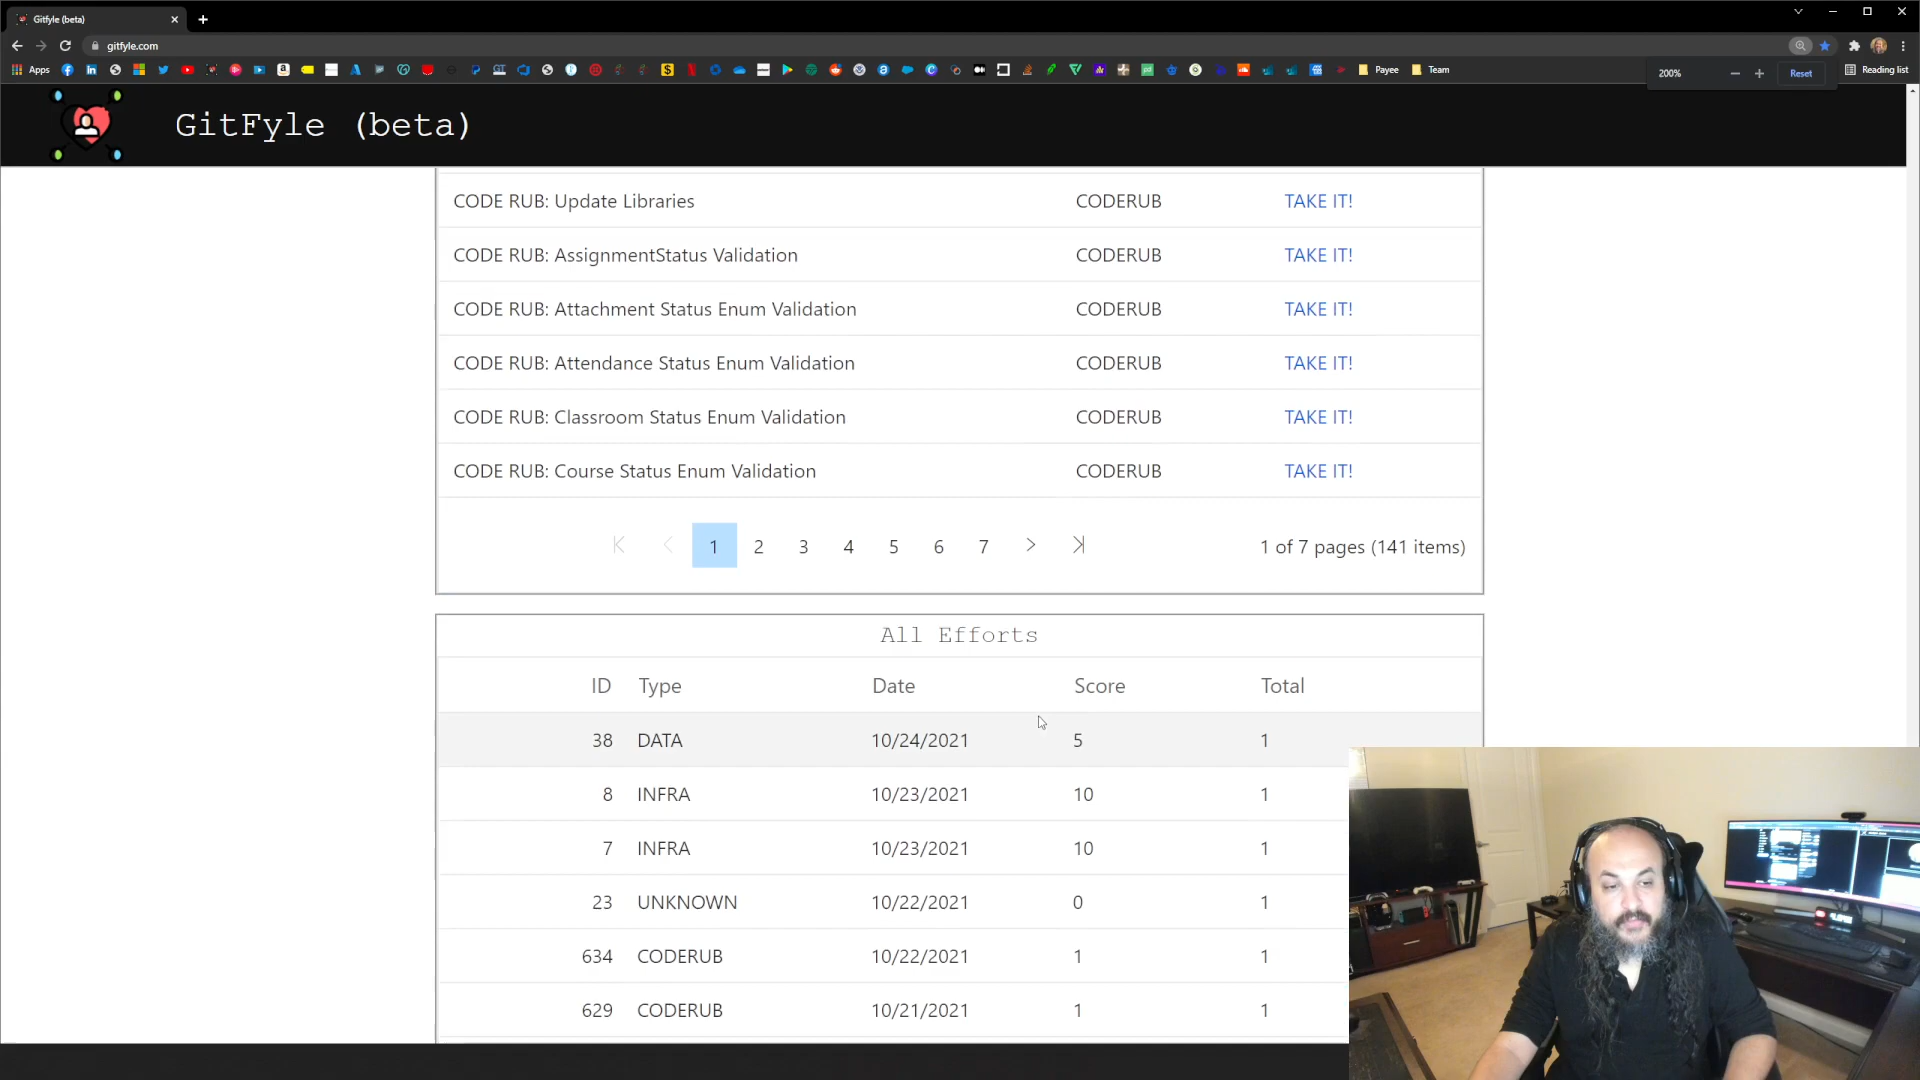 Gitfyle (beta)
gitfyle.com
Apps
Payee
Team
200%
Reset
Reading list
GitFyle (beta)
CODE RUB: Update Libraries CODERUB TAKE IT!
CODE RUB: AssignmentStatus Validation CODERUB TAKE IT!
CODE RUB: Attachment Status Enum Validation CODERUB TAKE IT!
CODE RUB: Attendance Status Enum Validation CODERUB TAKE IT!
CODE RUB: Classroom Status Enum Validation CODERUB TAKE IT!
CODE RUB: Course Status Enum Validation CODERUB TAKE IT!
1 2 3 4 5 6 7 1 of 7 pages (141 items)
All Efforts
ID Type Date Score Total
38 DATA 10/24/2021 5 1
8 INFRA 10/23/2021 10 1
7 INFRA 10/23/2021 10 1
23 UNKNOWN 10/22/2021 0 1
634 CODERUB 10/22/2021 1 1
629 CODERUB 10/21/2021 1 1